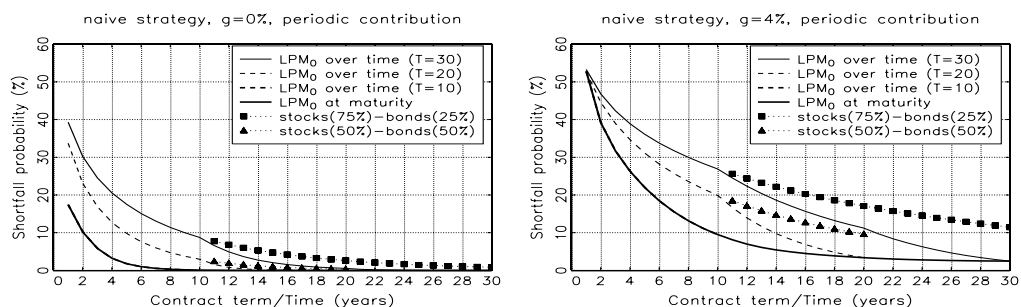 naive strategy, g=0%, periodic contribution
Shortfall probability (%)
60
50
40
30
20
10
0
LPM₀ over time (T=30)
LPM₀ over time (T=20)
LPM₀ over time (T=10)
LPM₀ at maturity
stocks(75%)-bonds(25%)
stocks(50%)-bonds(50%)
0 2 4 6 8 10 12 14 16 18 20 22 24 26 28 30
Contract term/Time (years)
naive strategy, g=4%, periodic contribution
Shortfall probability (%)
60
50
40
30
20
10
0
LPM₀ over time (T=30)
LPM₀ over time (T=20)
LPM₀ over time (T=10)
LPM₀ at maturity
stocks(75%)-bonds(25%)
stocks(50%)-bonds(50%)
0 2 4 6 8 10 12 14 16 18 20 22 24 26 28 30
Contract term/Time (years)